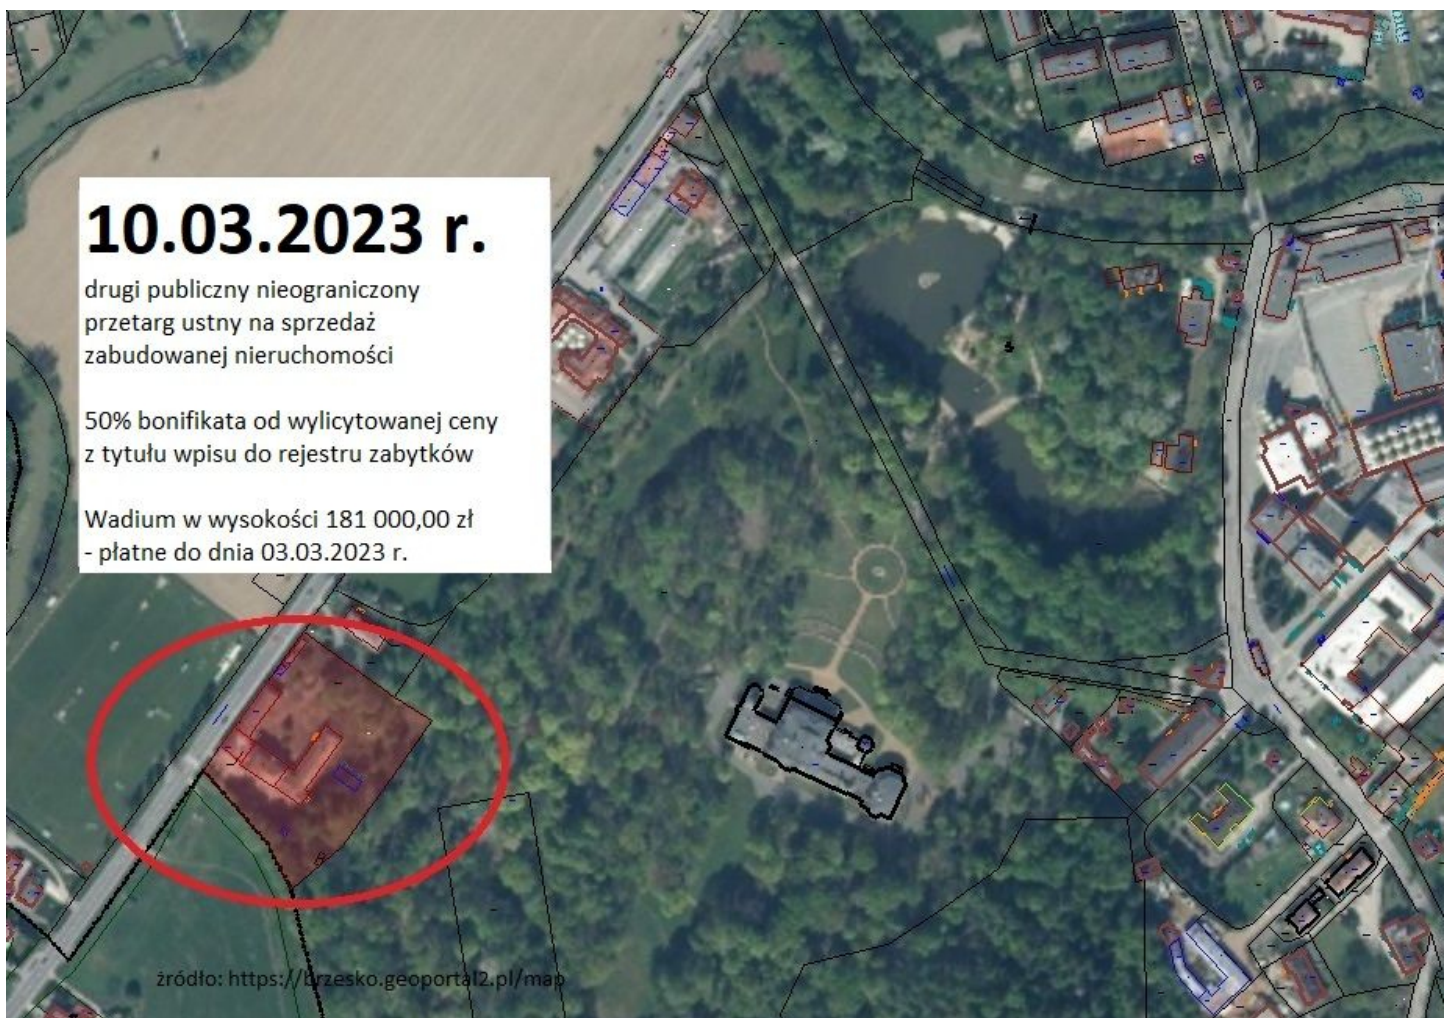 10.03.2023 r.
drugi publiczny nieograniczony
przetarg ustny na sprzedaż
zabudowanej nieruchomości
50% bonifikata od wylicytowanej ceny
z tytułu wpisu do rejestru zabytków
Wadium w wysokości 181 000,00 zł
- płatne do dnia 03.03.2023 r.
źródło: https://brzesko.geoportal2.pl/map